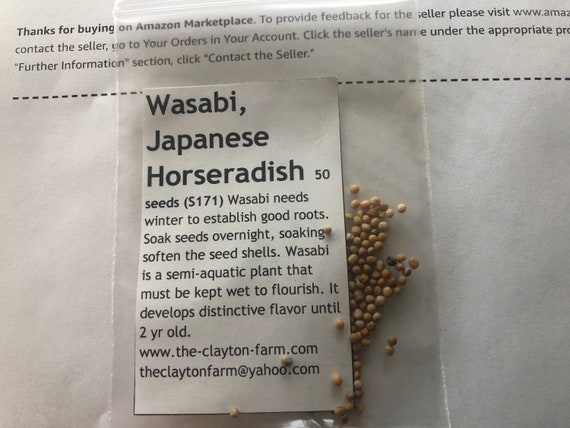 Thanks for buying on Amazon Marketplace. To provide feedback for the seller please visit www.amaz
contact the seller, go to Your Orders in Your Account. Click the seller's name under the appropriate pro
"Further Information" section, click "Contact the Seller."
Wasabi,
Japanese
Horseradish 50
seeds (S171) Wasabi needs
winter to establish good roots.
Soak seeds overnight, soaking
soften the seed shells. Wasabi
is a semi-aquatic plant that
must be kept wet to flourish. It
develops distinctive flavor until
2 yr old.
www.the-clayton-farm.com
theclaytonfarm@yahoo.com